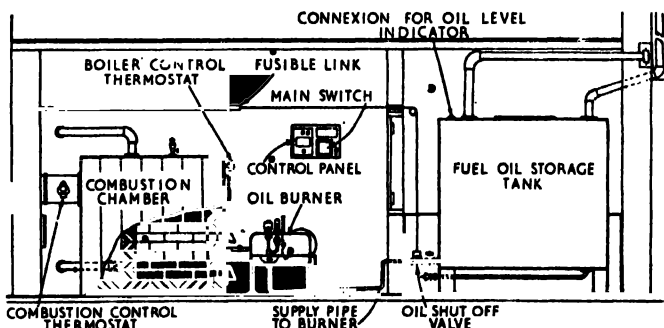 CONNEXION FOR OIL LEVEL
INDICATOR
BOILER CONTROL
THERMOSTAT
FUSIBLE LINK
MAIN SWITCH
CONTROL PANEL
FUEL OIL STORAGE
TANK
COMBUSTION
CHAMBER
OIL BURNER
COMBUSTION CONTROL
THERMOSTAT
SUPPLY PIPE
TO BURNER
OIL SHUT OFF
VALVE